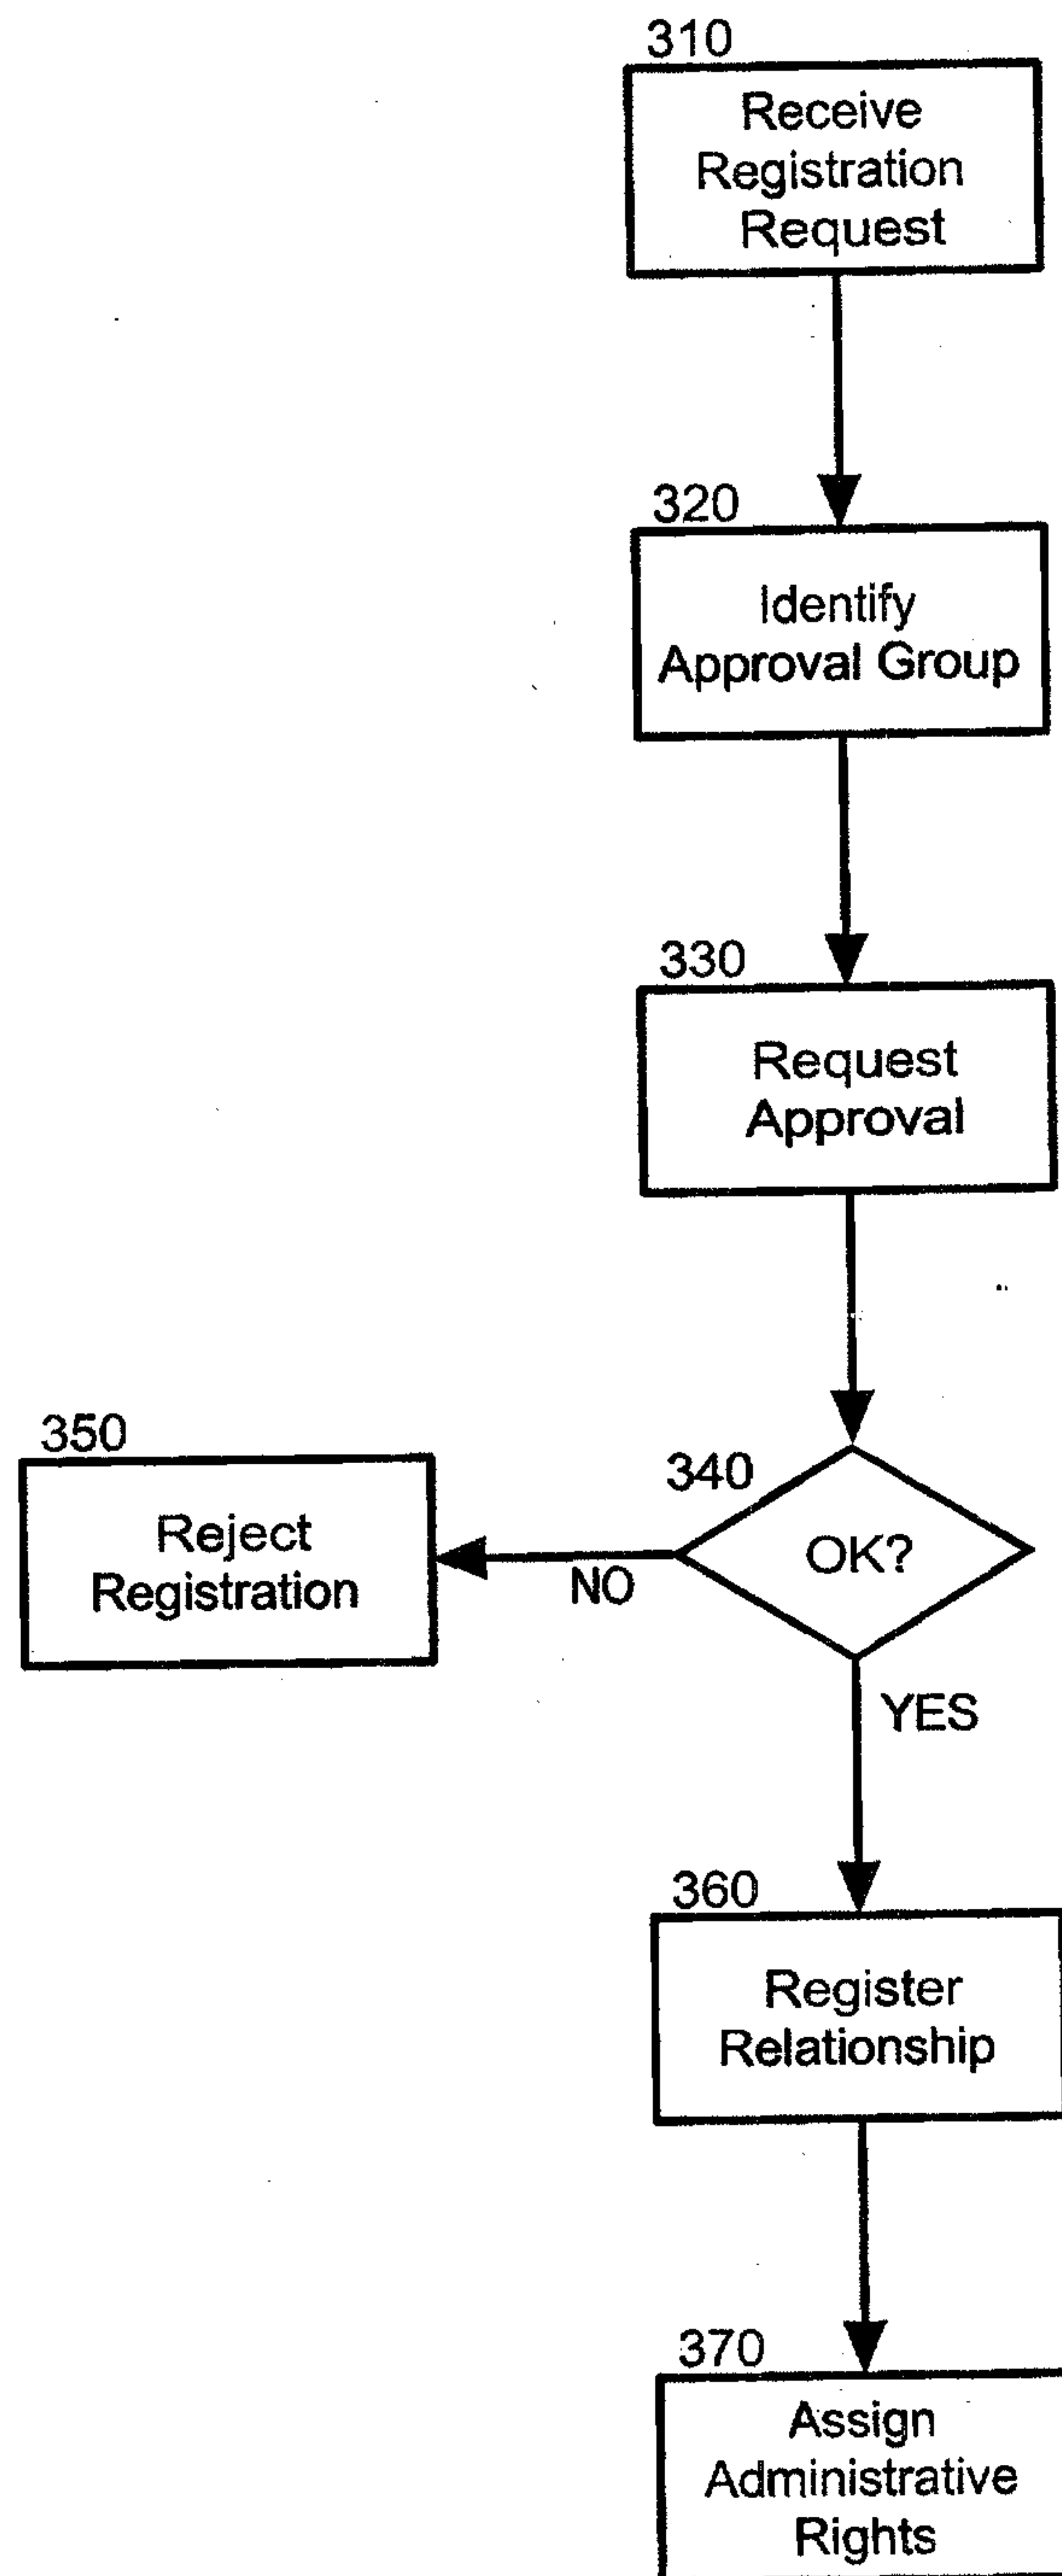 310
Receive
Registration
Request
320
Identify
Approval Group
330
Request
Approval
350
Reject
Registration
340
OK?
NO
YES
360
Register
Relationship
370
Assign
Administrative
Rights